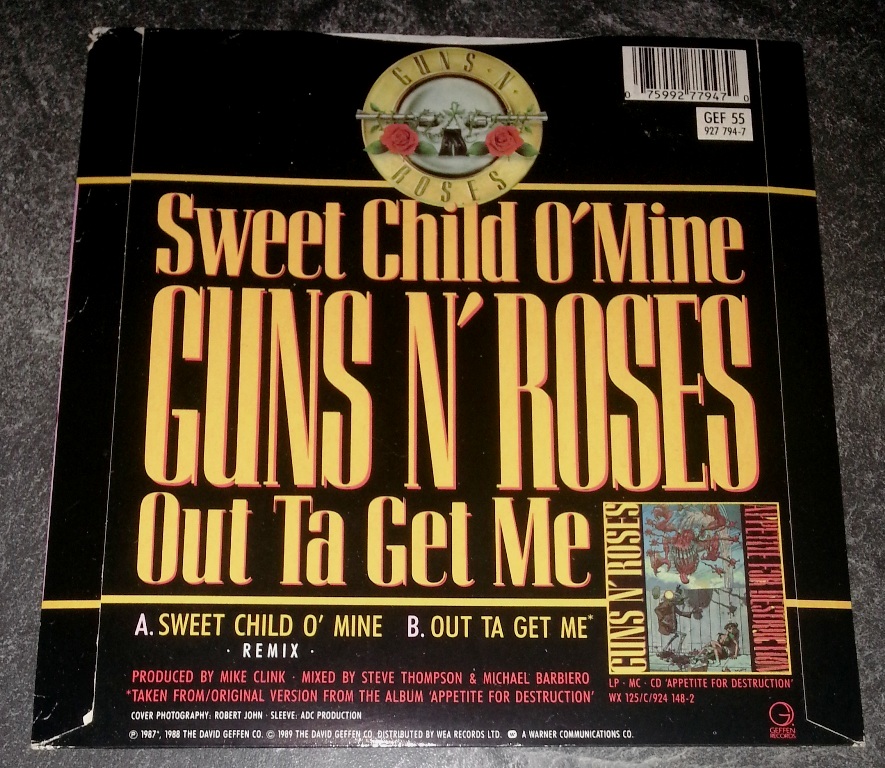 GUNS N' ROSES
0 75992 77947 0
GEF 55
927 794-7
Sweet Child O' Mine
GUNS N' ROSES
Out Ta Get Me
GUNS N' ROSES
APPETITE FOR DESTRUCTION
A. SWEET CHILD O' MINE B. OUT TA GET ME*
· REMIX ·
PRODUCED BY MIKE CLINK · MIXED BY STEVE THOMPSON & MICHAEL BARBIERO
*TAKEN FROM/ORIGINAL VERSION FROM THE ALBUM 'APPETITE FOR DESTRUCTION'
LP · MC · CD 'APPETITE FOR DESTRUCTION'
WX 125/C/924 148-2
COVER PHOTOGRAPHY: ROBERT JOHN · SLEEVE: ADC PRODUCTION
℗ 1987*, 1988 THE DAVID GEFFEN CO. © 1989 THE DAVID GEFFEN CO. DISTRIBUTED BY WEA RECORDS LTD. A WARNER COMMUNICATIONS CO.
GEFFEN
RECORDS